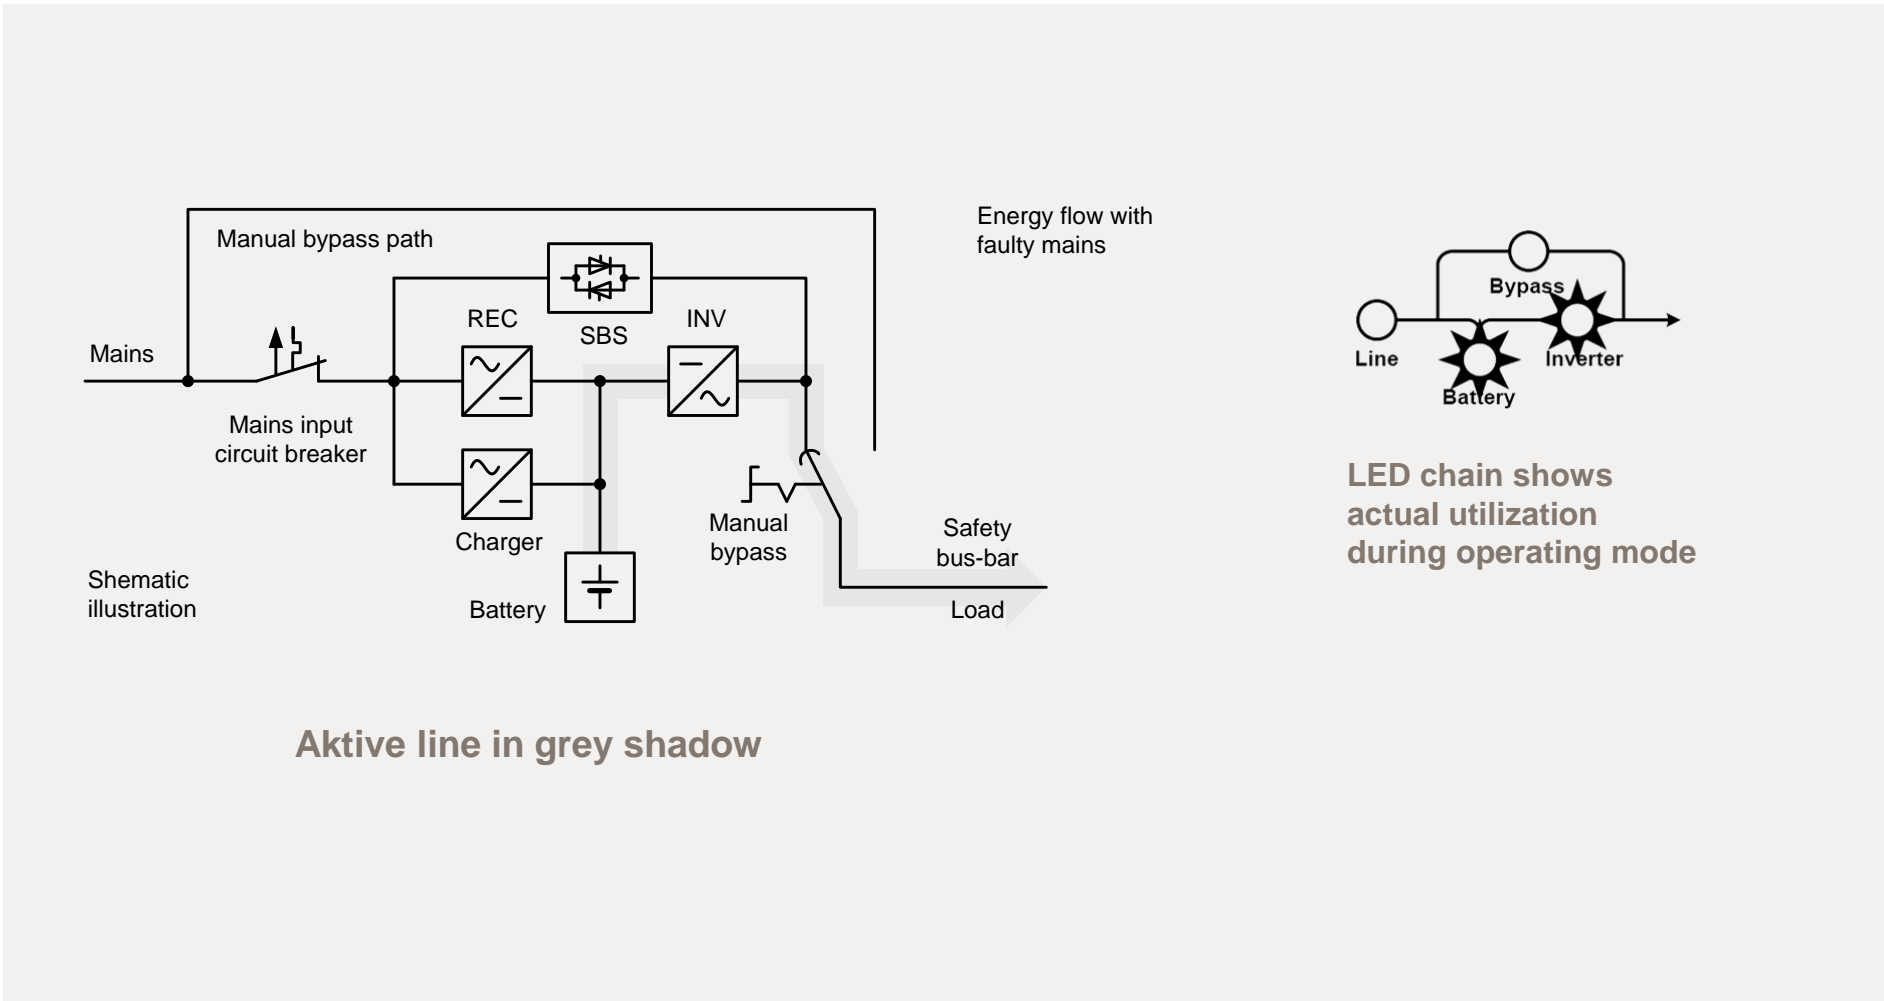 Manual bypass path
Energy flow with
faulty mains
REC
SBS
INV
Mains
Mains input
circuit breaker
Charger
Manual
bypass
Safety
bus-bar
Load
Shematic
illustration
Battery
Aktive line in grey shadow
Bypass
Line
Inverter
Battery
LED chain shows
actual utilization
during operating mode